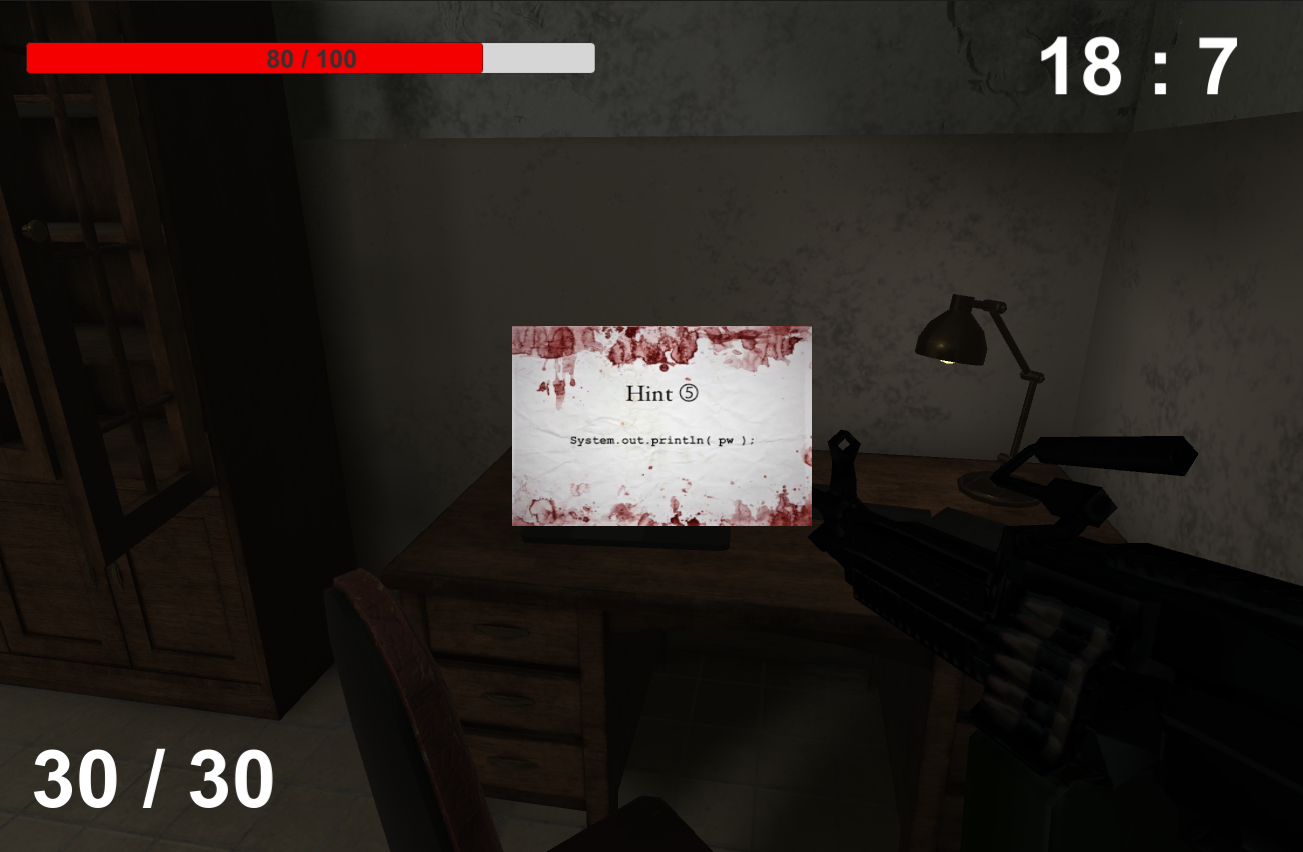 80 / 100
18 : 7
Hint ⑤
System.out.println( pw );
30 / 30